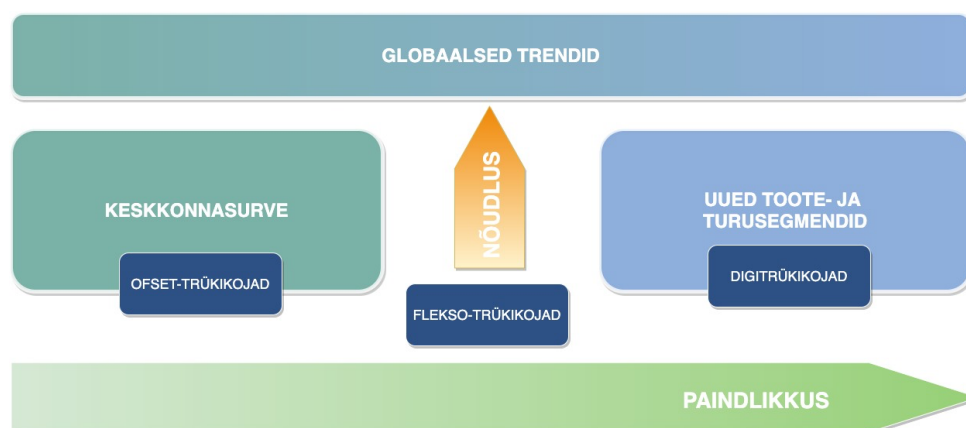 GLOBAALSED TRENDID
KESKKONNASURVE
OFSET-TRÜKIKOJAD
NÕUDLUS
FLEKSO-TRÜKIKOJAD
UUED TOOTE- JA
TURUSEGMENDID
DIGITRÜKIKOJAD
PAINDLIKKUS